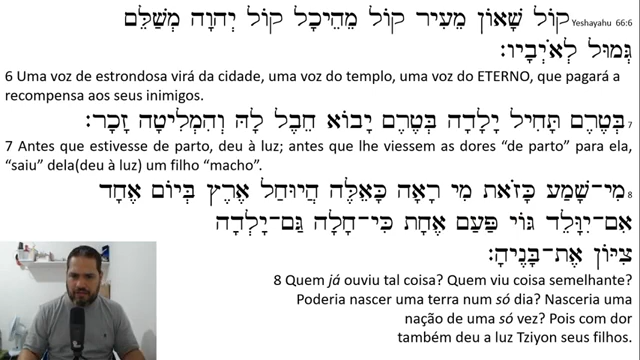 קוֹל שָׁאוֹן מֵעִיר קוֹל מֵהֵיכָל קוֹל יְהוָה מְשַׁלֵּם Yeshayahu 66:6
גְּמוּל לְאֹיְבָיו׃
6 Uma voz de estrondosa virá da cidade, uma voz do templo, uma voz do ETERNO, que pagará a
recompensa aos seus inimigos.
7 בְּטֶרֶם תָּחִיל יָלָדָה בְּטֶרֶם יָבוֹא חֵבֶל לָהּ וְהִמְלִיטָה זָכָר׃
7 Antes que estivesse de parto, deu à luz; antes que lhe viessem as dores “de parto” para ela,
“saiu” dela(deu à luz) um filho “macho”.
8 מִי־שָׁמַע כָּזֹאת מִי רָאָה כָּאֵלֶּה הֲיוּחַל אֶרֶץ בְּיוֹם אֶחָד
אִם־יִוָּלֵד גּוֹי פַּעַם אֶחָת כִּי־חָלָה גַּם־יָלְדָה
צִיּוֹן אֶת־בָּנֶיהָ׃
8 Quem já ouviu tal coisa? Quem viu coisa semelhante?
Poderia nascer uma terra num só dia? Nasceria uma
nação de uma só vez? Pois com dor
também deu a luz Tziyon seus filhos.